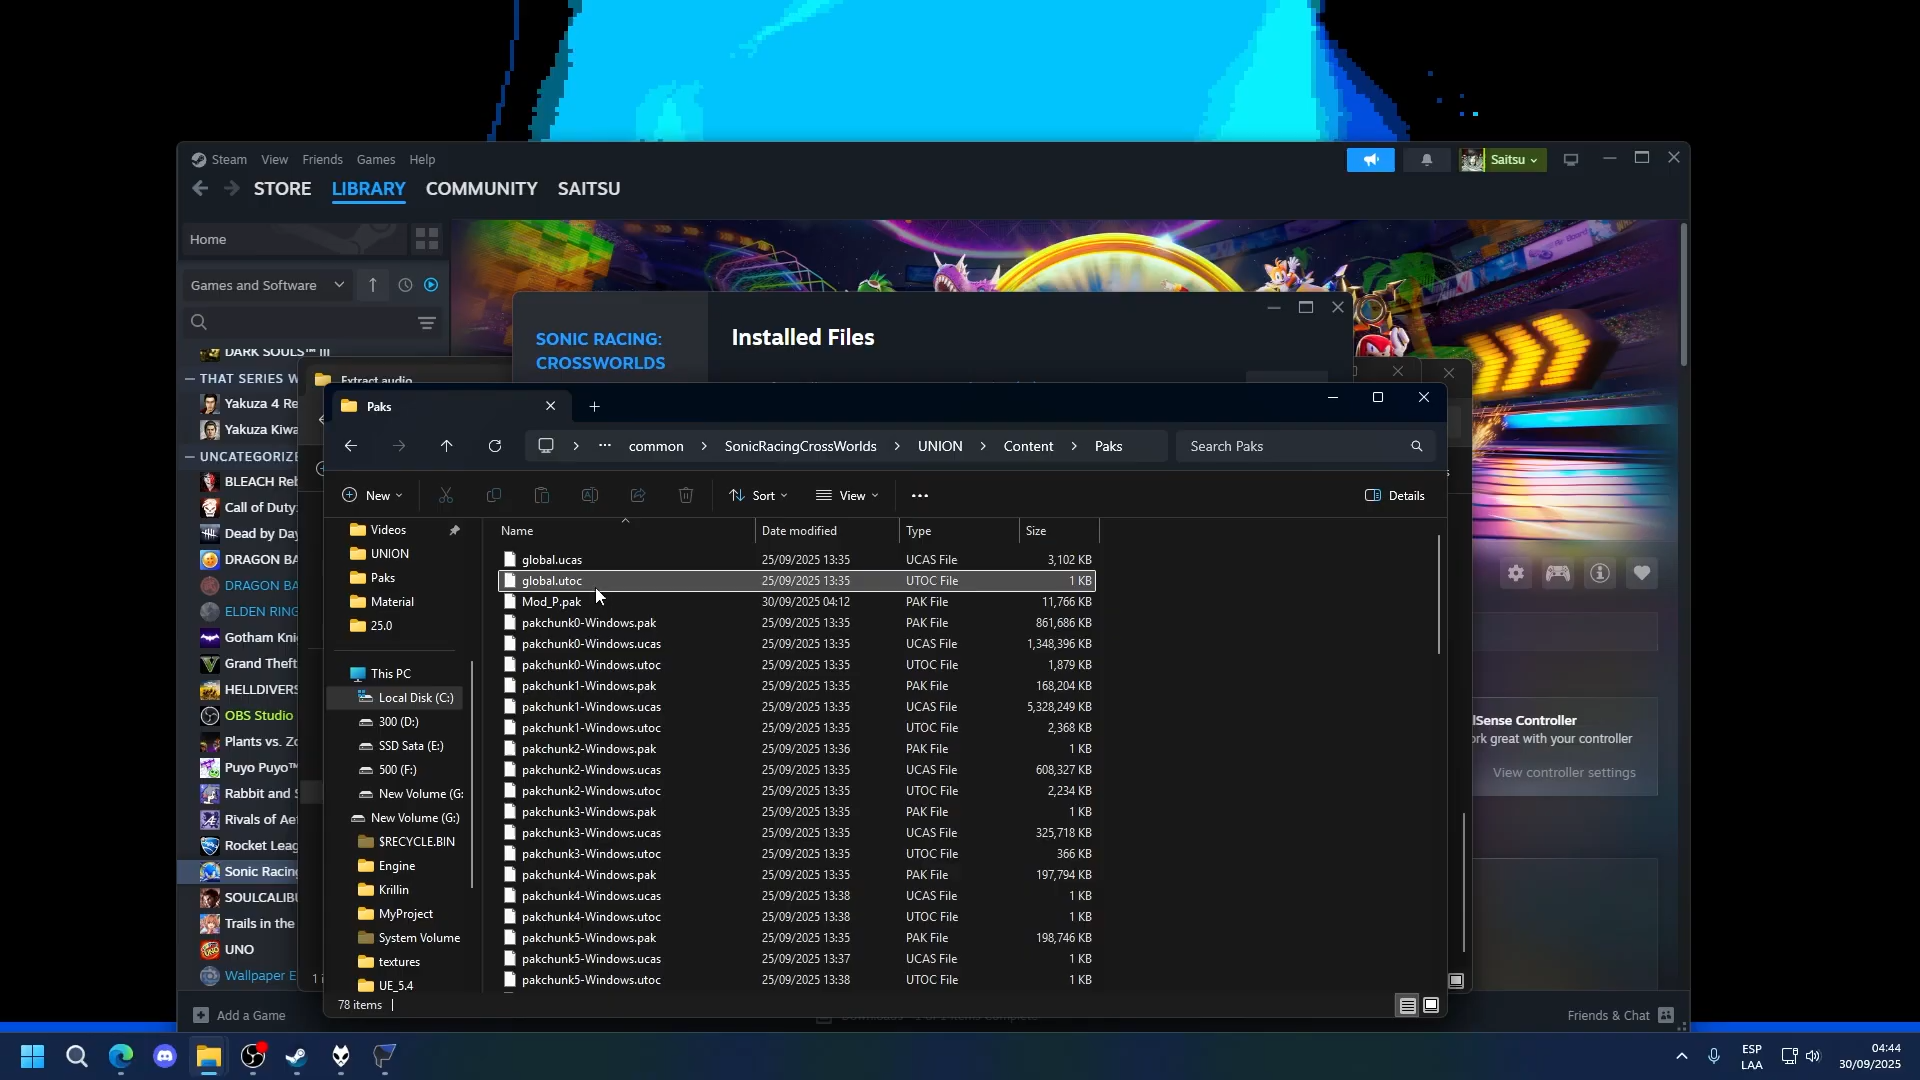 Steam View Friends Games Help
Saitsu
STORE LIBRARY COMMUNITY SAITSU
Home
Games and Software
DARK SOULS™ III
THAT SERIES W
Yakuza 4 Re
Yakuza Kiwa
UNCATEGORIZE
BLEACH Reb
Call of Duty:
Dead by Day
DRAGON BA
DRAGON BA
ELDEN RING
Gotham Knig
Grand Theft
HELLDIVERS
OBS Studio
Plants vs. Zo
Puyo Puyo™
Rabbit and S
Rivals of Aet
Rocket Leag
Sonic Racing
SOULCALIBU
Trails in the
UNO
Wallpaper E
Add a Game
Friends & Chat
SONIC RACING:
CROSSWORLDS
Installed Files
Extract audio
lSense Controller
ork great with your controller
View controller settings
Paks
common SonicRacingCrossWorlds UNION Content Paks
Search Paks
New
Sort
View
Details
Videos
UNION
Paks
Material
25.0
This PC
Local Disk (C:)
300 (D:)
SSD Sata (E:)
500 (F:)
New Volume (G:
New Volume (G:)
$RECYCLE.BIN
Engine
Krillin
MyProject
System Volume
textures
UE_5.4
Name Date modified Type Size
global.ucas 25/09/2025 13:35 UCAS File 3,102 KB
global.utoc 25/09/2025 13:35 UTOC File 1 KB
Mod_P.pak 30/09/2025 04:12 PAK File 11,766 KB
pakchunk0-Windows.pak 25/09/2025 13:35 PAK File 861,686 KB
pakchunk0-Windows.ucas 25/09/2025 13:35 UCAS File 1,348,396 KB
pakchunk0-Windows.utoc 25/09/2025 13:35 UTOC File 1,879 KB
pakchunk1-Windows.pak 25/09/2025 13:35 PAK File 168,204 KB
pakchunk1-Windows.ucas 25/09/2025 13:35 UCAS File 5,328,249 KB
pakchunk1-Windows.utoc 25/09/2025 13:35 UTOC File 2,368 KB
pakchunk2-Windows.pak 25/09/2025 13:36 PAK File 1 KB
pakchunk2-Windows.ucas 25/09/2025 13:35 UCAS File 608,327 KB
pakchunk2-Windows.utoc 25/09/2025 13:35 UTOC File 2,234 KB
pakchunk3-Windows.pak 25/09/2025 13:35 PAK File 1 KB
pakchunk3-Windows.ucas 25/09/2025 13:35 UCAS File 325,718 KB
pakchunk3-Windows.utoc 25/09/2025 13:35 UTOC File 366 KB
pakchunk4-Windows.pak 25/09/2025 13:35 PAK File 197,794 KB
pakchunk4-Windows.ucas 25/09/2025 13:38 UCAS File 1 KB
pakchunk4-Windows.utoc 25/09/2025 13:38 UTOC File 1 KB
pakchunk5-Windows.pak 25/09/2025 13:35 PAK File 198,746 KB
pakchunk5-Windows.ucas 25/09/2025 13:37 UCAS File 1 KB
pakchunk5-Windows.utoc 25/09/2025 13:38 UTOC File 1 KB
78 items
ESP
LAA
04:44
30/09/2025